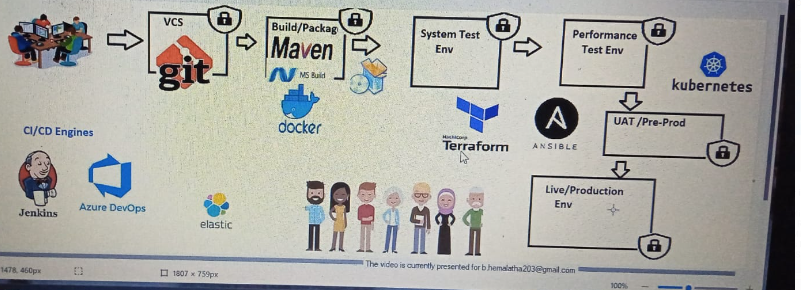 VCS
git
Build/Packag
Maven
MS Build
docker
System Test
Env
Performance
Test Env
kubernetes
HashiCorp
Terraform
ANSIBLE
UAT /Pre-Prod
Live/Production
Env
CI/CD Engines
Jenkins
Azure DevOps
elastic
The video is currently presented for b.hemalatha203@gmail.com
1478, 460px
1807 × 759px
100%